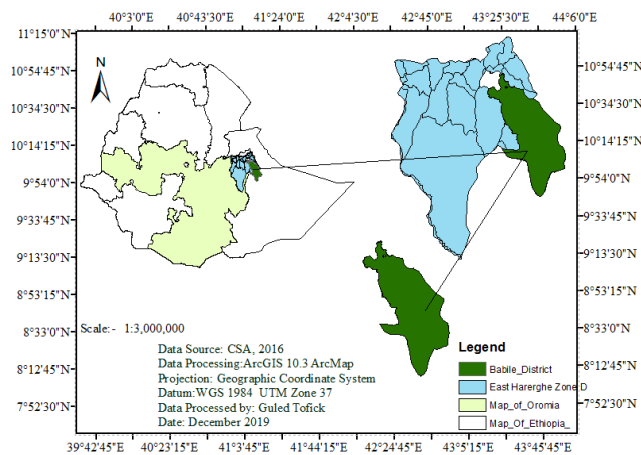 40°3'0"E 40°43'30"E 41°24'0"E 42°4'30"E 42°45'0"E 43°25'30"E 44°6'0"E
11°15'0"N
10°54'45"N
10°34'30"N
10°14'15"N
9°54'0"N
9°33'45"N
9°13'30"N
8°53'15"N
8°33'0"N
8°12'45"N
7°52'30"N
N
10°54'45"N
10°34'30"N
10°14'15"N
9°54'0"N
9°33'45"N
9°13'30"N
8°53'15"N
8°33'0"N
8°12'45"N
7°52'30"N
Scale:- 1:3,000,000
Data Source: CSA, 2016
Data Processing:ArcGIS 10.3 ArcMap
Projection: Geographic Coordinate System
Datum:WGS 1984 UTM Zone 37
Data Processed by: Guled Tofick
Date: December 2019
Legend
Babile_District
East Harerghe Zone D
Map_of_Oromia
Map_Of_Ethiopia_
39°42'45"E 40°23'15"E 41°3'45"E 41°44'15"E 42°24'45"E 43°5'15"E 43°45'45"E